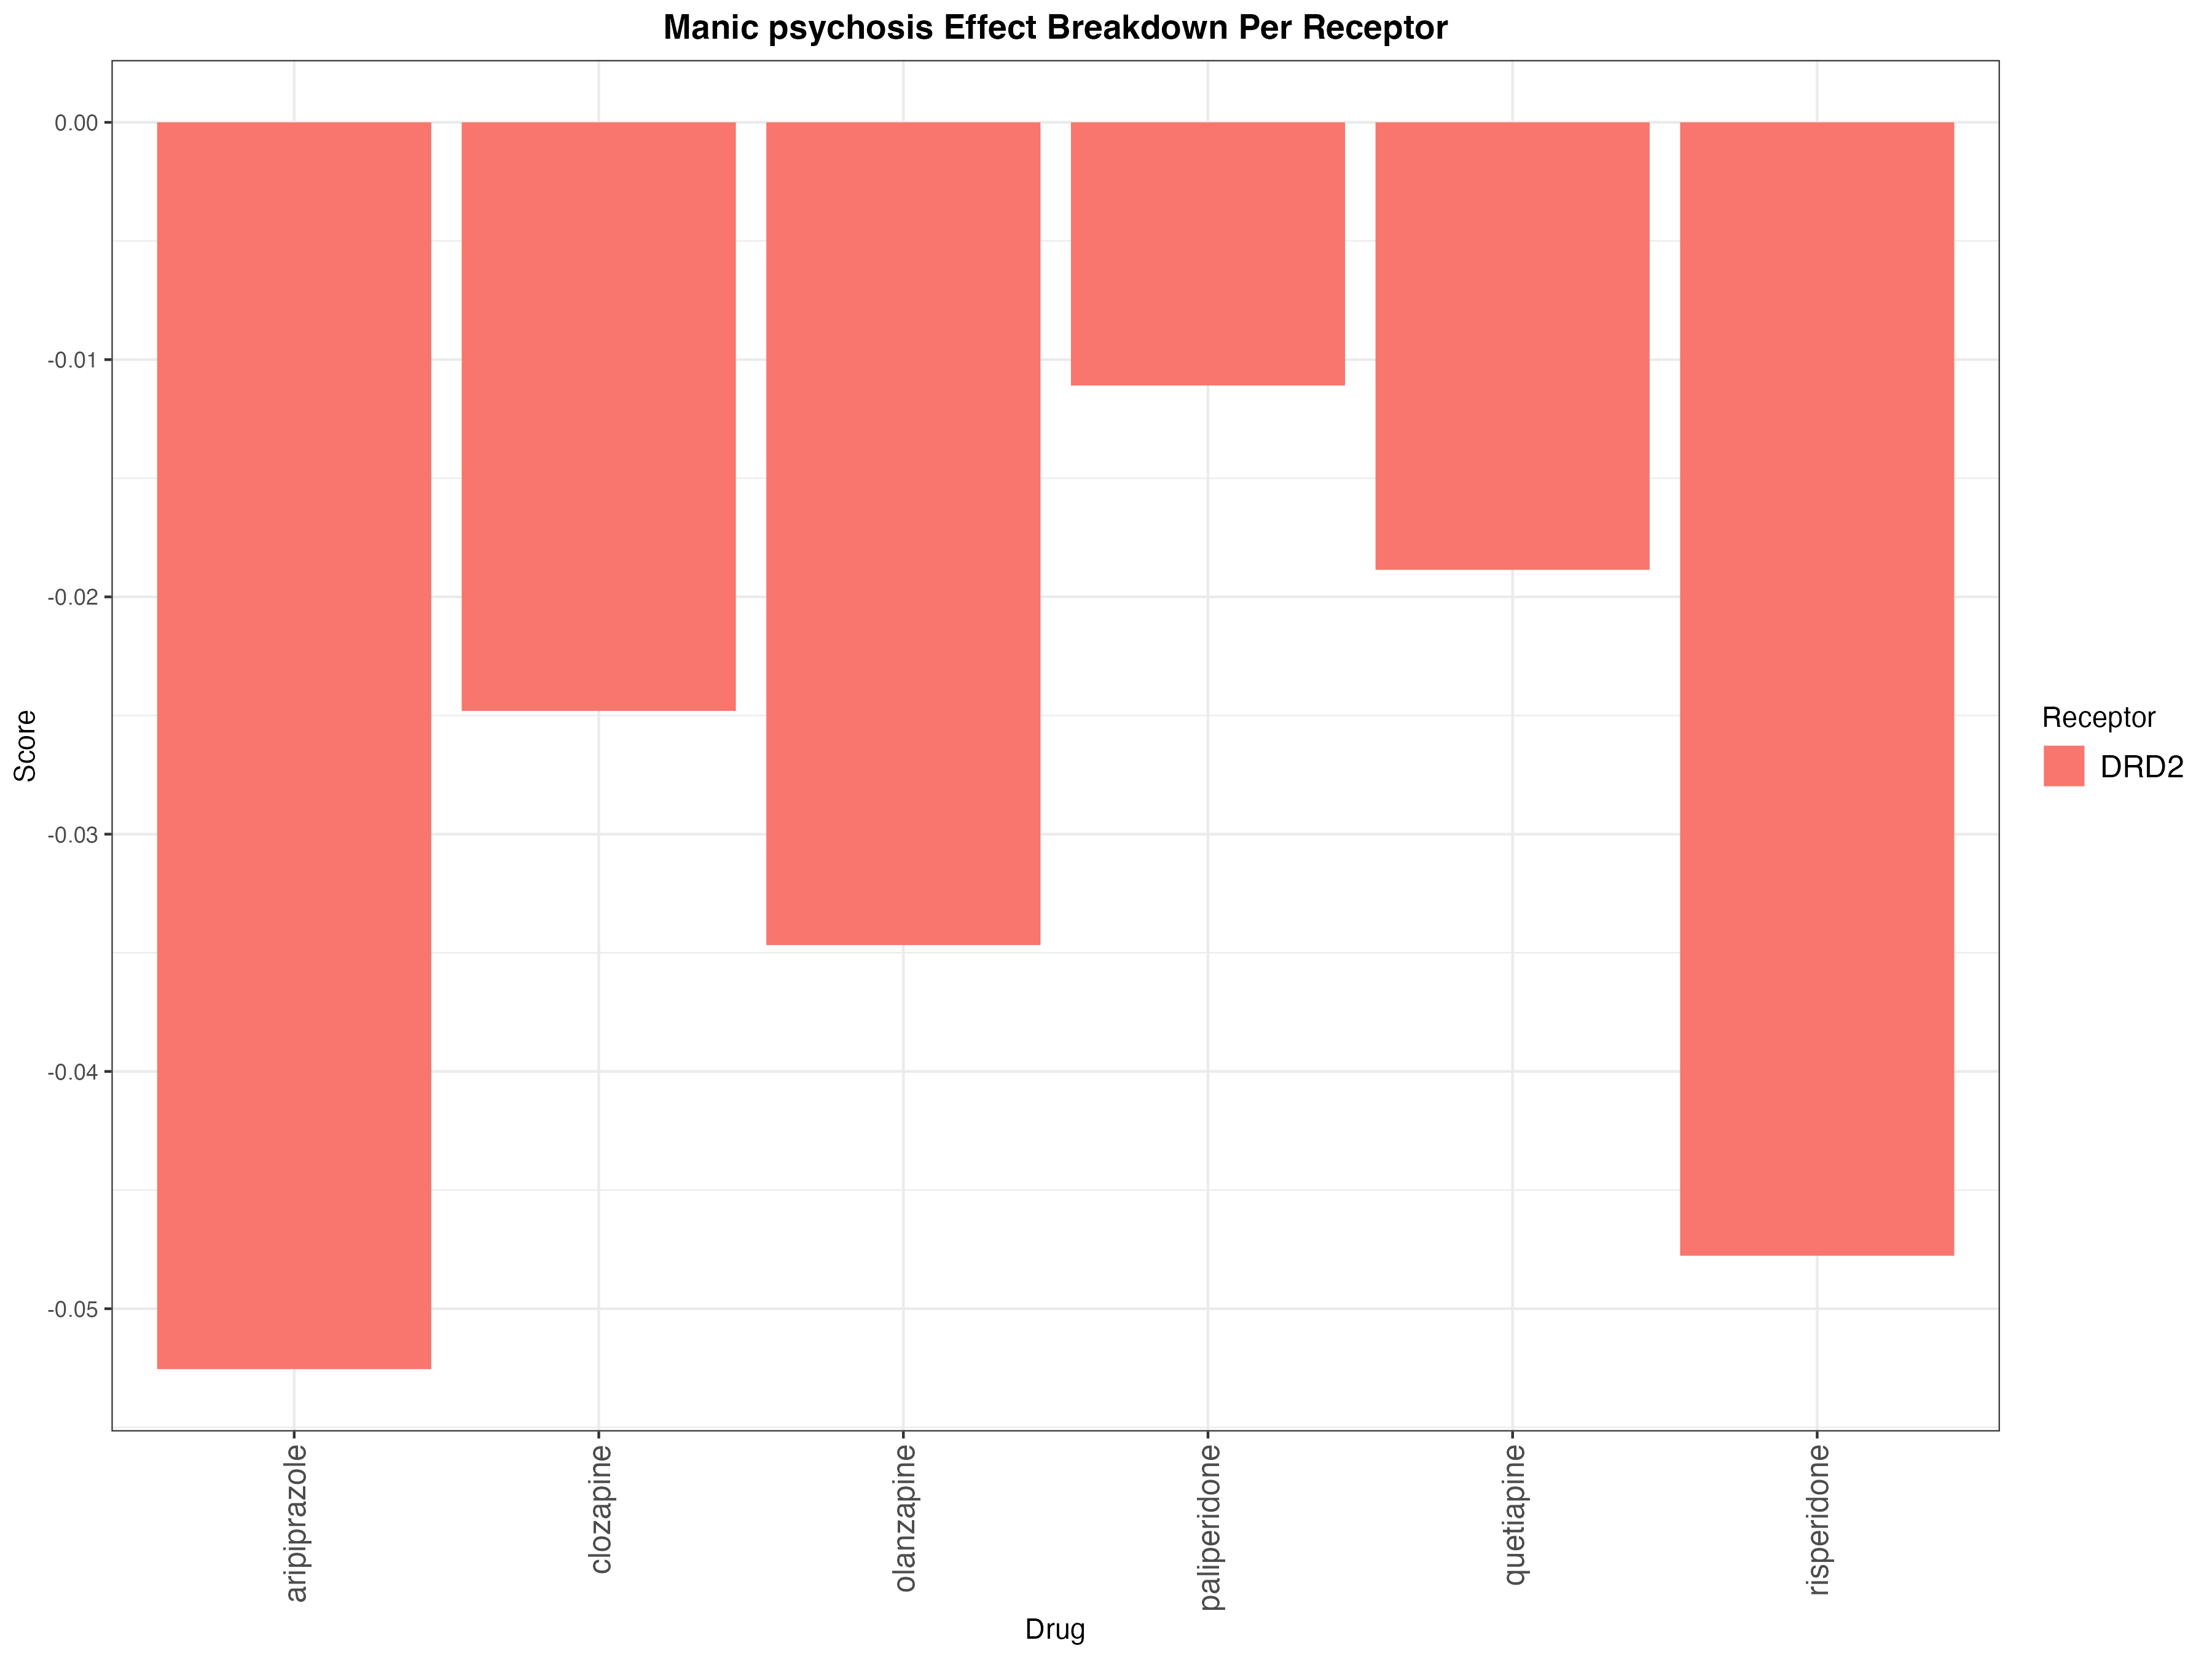 Manic psychosis Effect Breakdown Per Receptor
0.00
-0.01
-0.02
-0.03
-0.04
-0.05
Score
aripiprazole
clozapine
olanzapine
paliperidone
quetiapine
risperidone
Drug
Receptor
DRD2